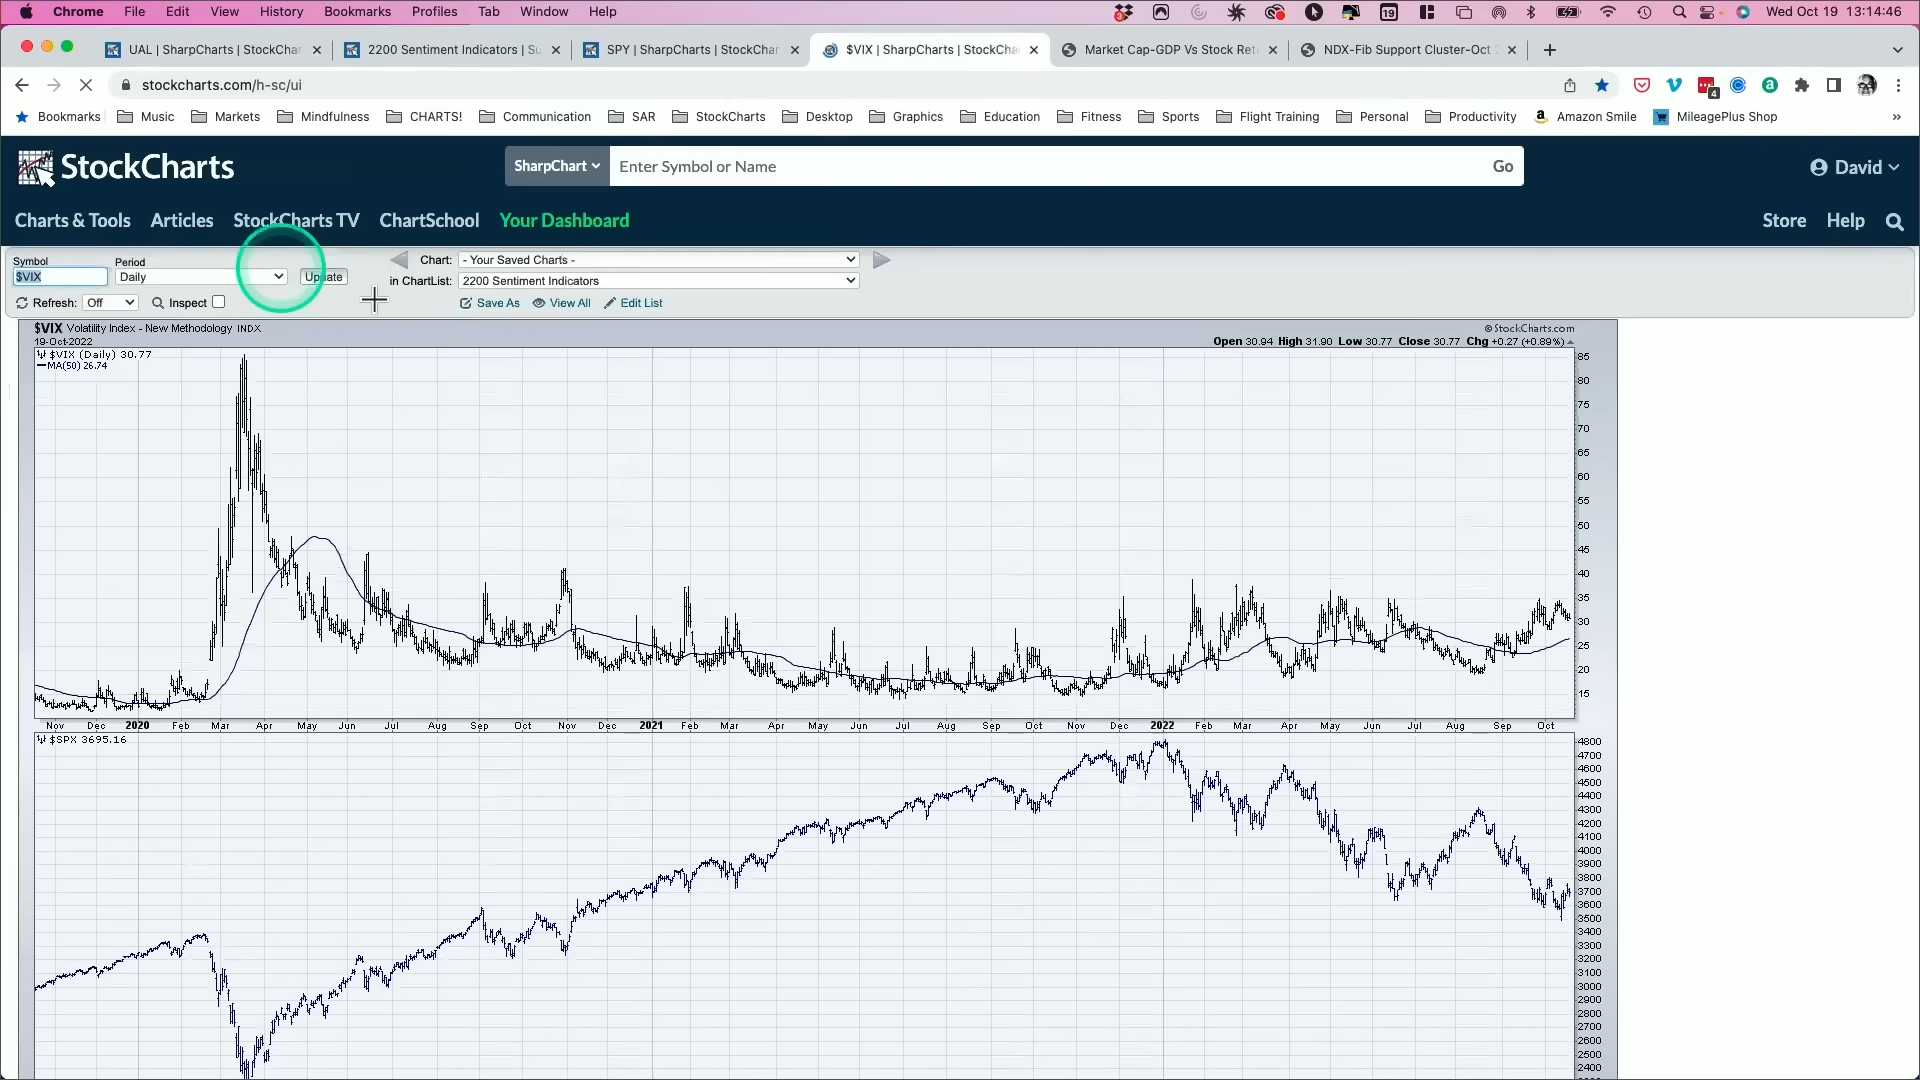 Chrome File Edit View History Bookmarks Profiles Tab Window Help 3 19 Wed Oct 19 13:14:46
UAL | SharpCharts | StockChar 2200 Sentiment Indicators | Su SPY | SharpCharts | StockChar $VIX | SharpCharts | StockCha Market Cap-GDP Vs Stock Ret NDX-Fib Support Cluster-Oct
stockcharts.com/h-sc/ui 4
Bookmarks Music Markets Mindfulness CHARTS! Communication SAR StockCharts Desktop Graphics Education Fitness Sports Flight Training Personal Productivity Amazon Smile MileagePlus Shop »
StockCharts SharpChart Enter Symbol or Name Go David
Charts & Tools Articles StockCharts TV ChartSchool Your Dashboard Store Help
Symbol Period Chart: - Your Saved Charts -
$VIX Daily Update in ChartList: 2200 Sentiment Indicators
Refresh: Off Inspect Save As View All Edit List
$VIX Volatility Index - New Methodology INDX ©StockCharts.com
19-Oct-2022 Open 30.94 High 31.90 Low 30.77 Close 30.77 Chg +0.27 (+0.89%)
$VIX (Daily) 30.77
MA(50) 26.74
85
80
75
70
65
60
55
50
45
40
35
30
25
20
15
Nov Dec 2020 Feb Mar Apr May Jun Jul Aug Sep Oct Nov Dec 2021 Feb Mar Apr May Jun Jul Aug Sep Oct Nov Dec 2022 Feb Mar Apr May Jun Jul Aug Sep Oct
$SPX 3695.16
4800
4700
4600
4500
4400
4300
4200
4100
4000
3900
3800
3700
3600
3500
3400
3300
3200
3100
3000
2900
2800
2700
2600
2500
2400